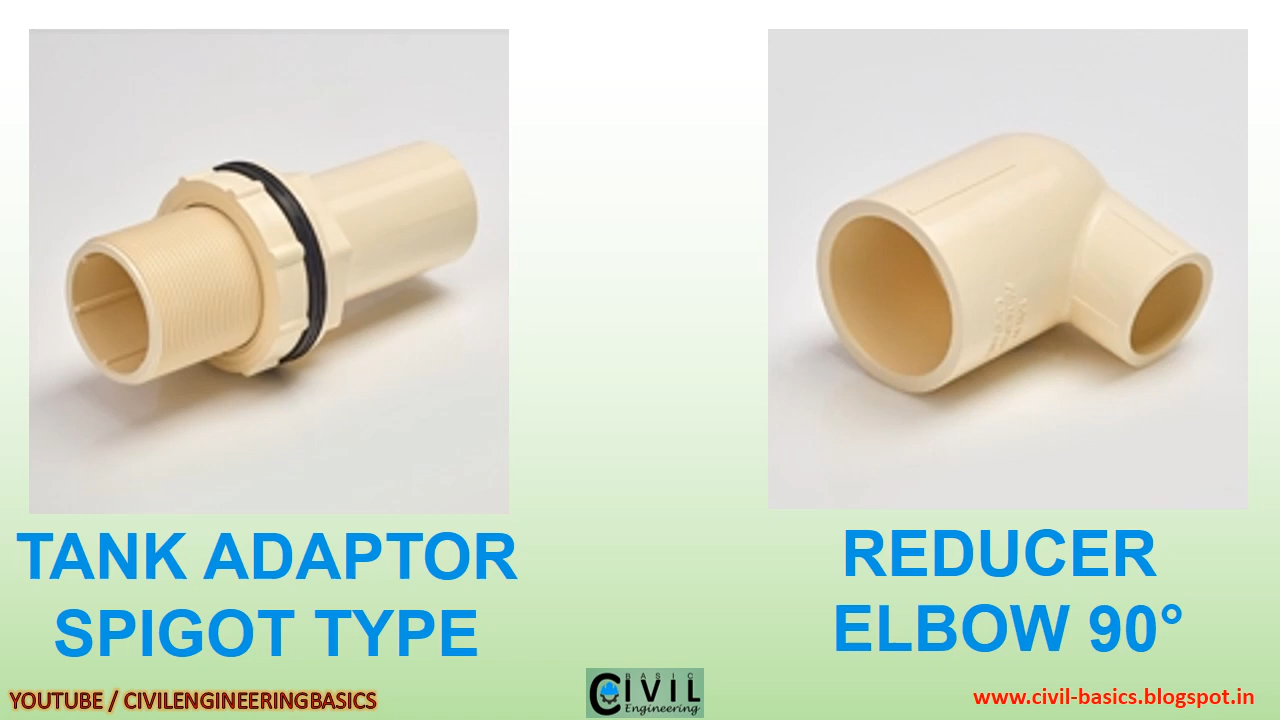 TANK ADAPTOR
SPIGOT TYPE
REDUCER
ELBOW 90°
YOUTUBE / CIVILENGINEERINGBASICS
BASIC
CIVIL
Engineering
www.civil-basics.blogspot.in